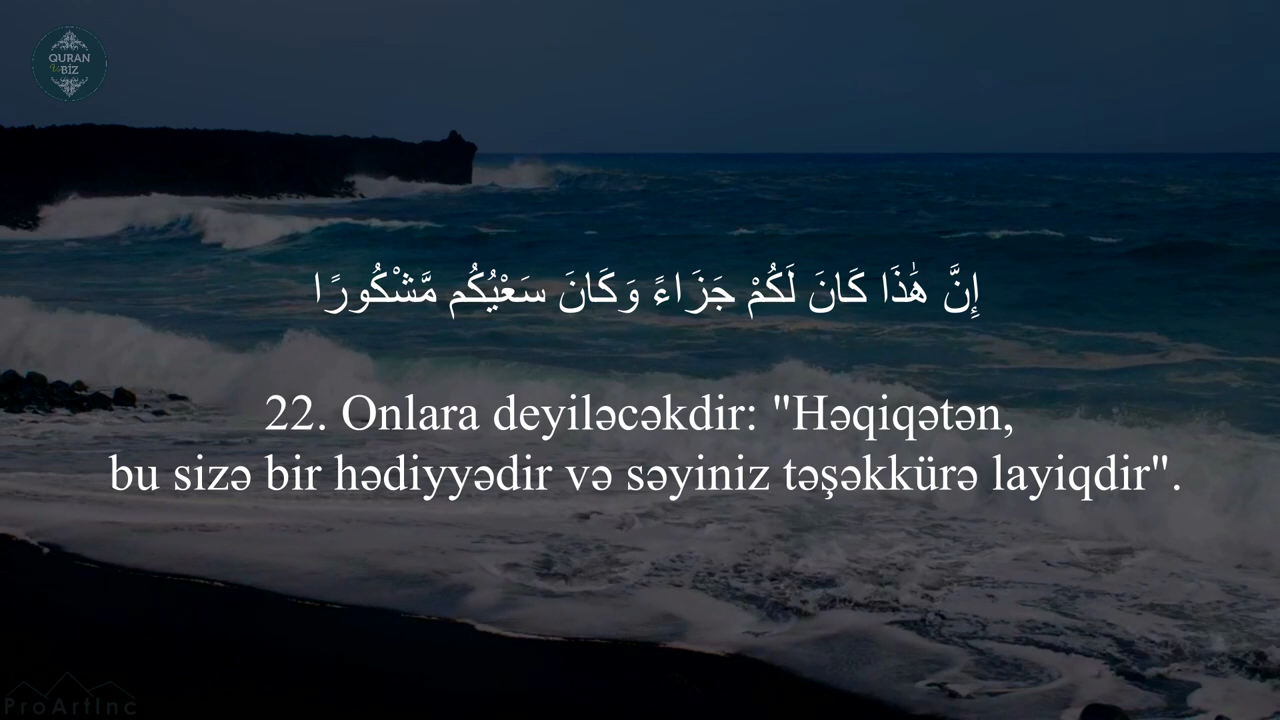 QURAN
Və BİZ
إِنَّ هَٰذَا كَانَ لَكُمْ جَزَاءً وَكَانَ سَعْيُكُم مَّشْكُورًا
22. Onlara deyiləcəkdir: "Həqiqətən,
bu sizə bir hədiyyədir və səyiniz təşəkkürə layiqdir".
ProArtInc